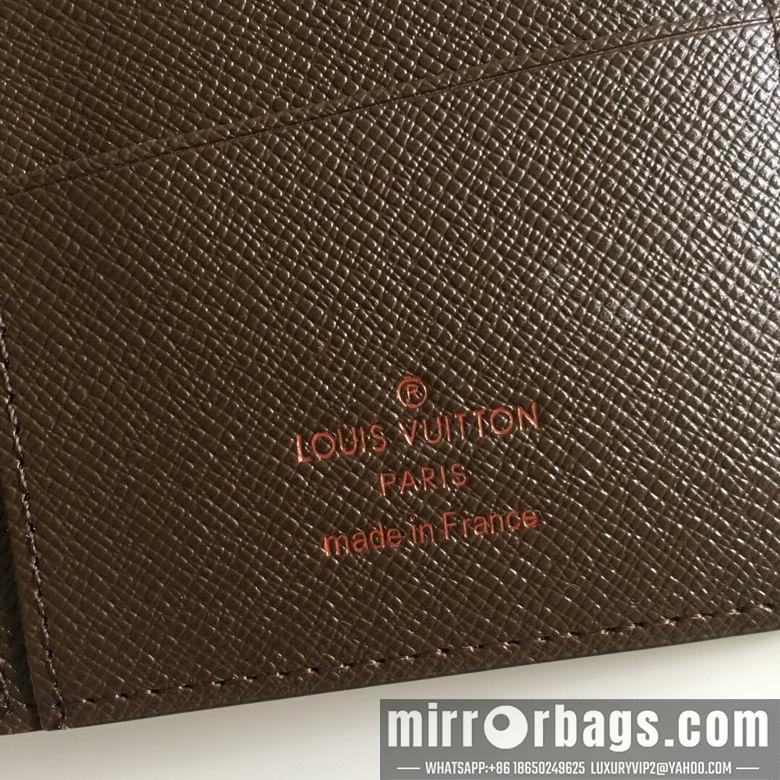 ®
LOUIS VUITTON
PARIS
made in France
mirrorbags.com
WHATSAPP:+86 18650249625 LUXURYVIP2@YAHOO.COM